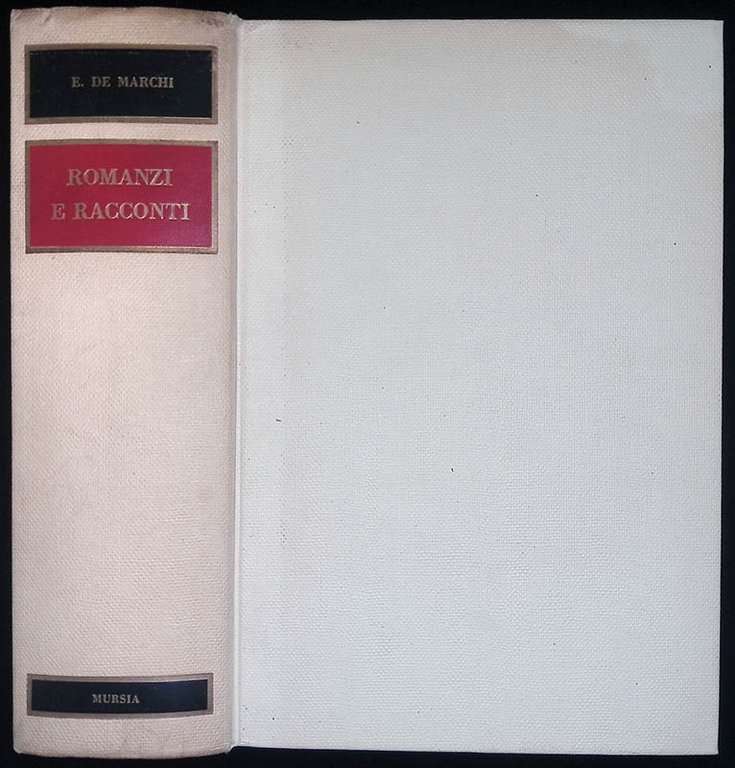 E. DE MARCHI
ROMANZI
E RACCONTI
MURSIA